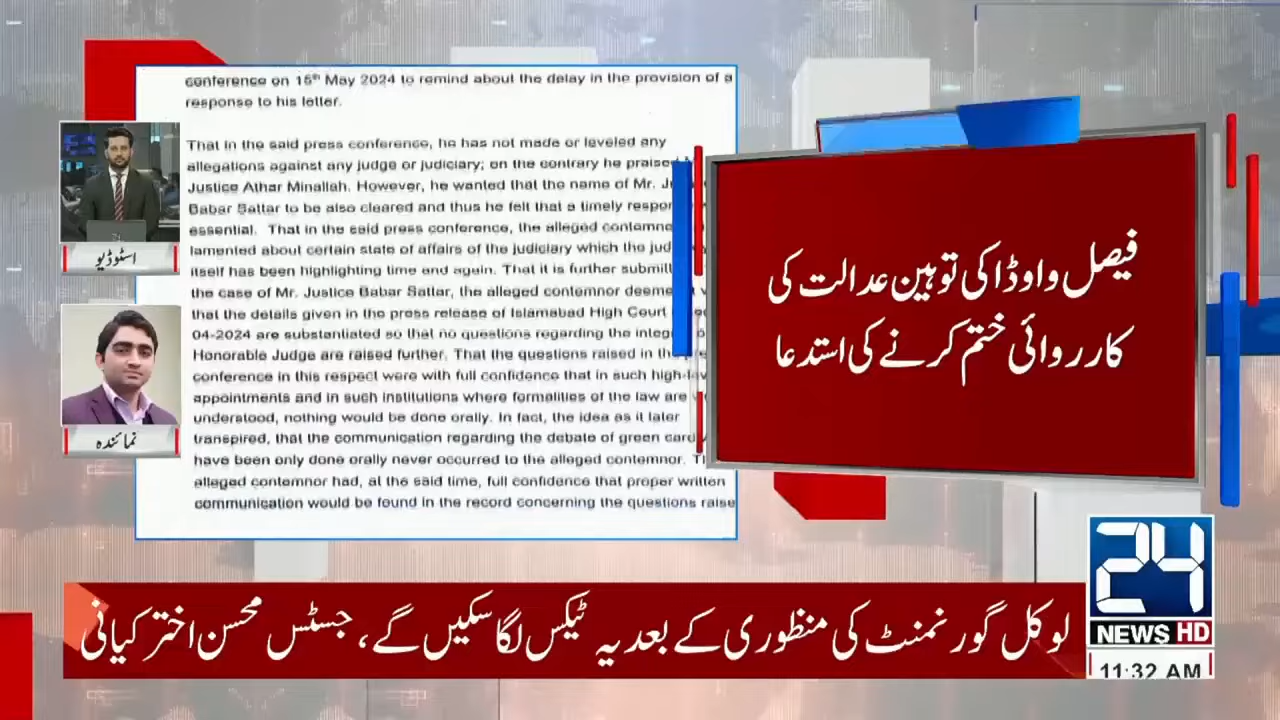 conference on 15th May 2024 to remind about the delay in the provision of a
response to his letter.
That in the said press conference, he has not made or leveled any
allegations against any judge or judiciary; on the contrary he praised
Justice Athar Minallah. However, he wanted that the name of Mr.
Babar Sattar to be also cleared and thus he felt that a timely
essential. That in the said press conference, the alleged
lamented about certain state of affairs of the judiciary which the
itself has been highlighting time and again. That it is further
the case of Mr. Justice Babar Sattar, the alleged contemnor
that the details given in the press release of Islamabad High Court
04-2024 are substantiated so that no questions regarding the
Honorable Judge are raised further. That the questions raised in
conference in this respect were with full confidence that in such
appointments and in such institutions where formalities of the law are
understood, nothing would be done orally. In fact, the idea as it later
transpired, that the communication regarding the debate of green card
have been only done orally never occurred to the alleged contemnor.
alleged contemnor had, at the said time, full confidence that proper written
communication would be found in the record concerning the questions raise
اسٹوڈیو
نمائندہ
فیصل واوڈا کی توہین عدالت کی
کارروائی ختم کرنے کی استدعا
لوکل گورنمنٹ کی منظوری کے بعد یہ ٹیکس لگا سکیں گے، جسٹس محسن اختر کیانی
24
NEWS HD
11:32 AM